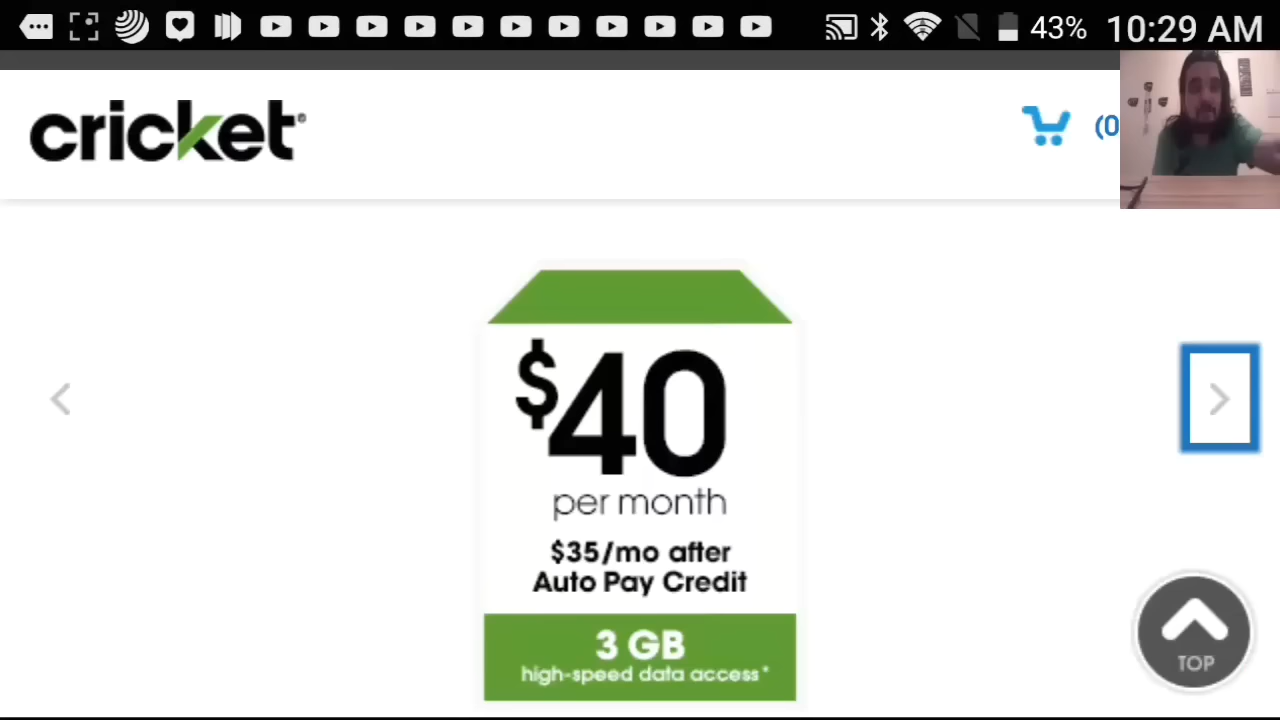 43% 10:29 AM
cricket®
(0
$40
per month
$35/mo after
Auto Pay Credit
3 GB
high-speed data access*
TOP